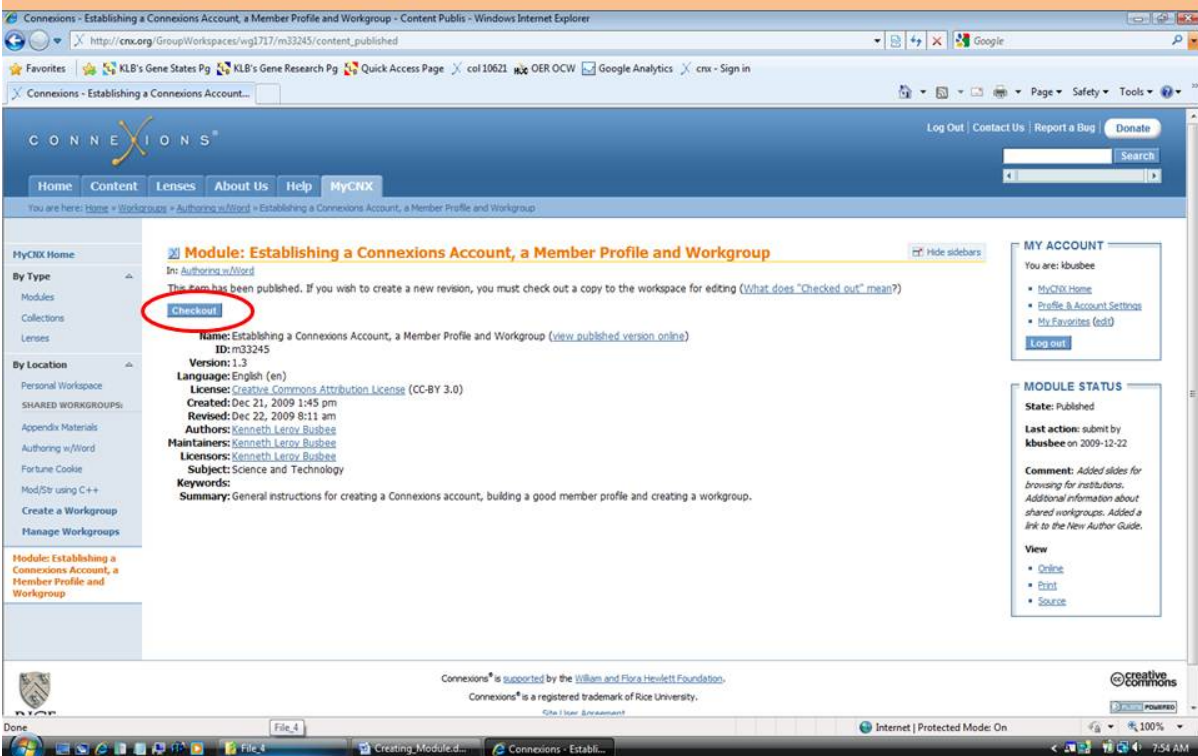 Connexions - Establishing a Connexions Account, a Member Profile and Workgroup - Content Publis - Windows Internet Explorer
http://cnx.org/GroupWorkspaces/wg1717/m33245/content_published
Google
Favorites KLB's Gene States Pg KLB's Gene Research Pg Quick Access Page col10621 OER OCW Google Analytics cnx - Sign in
Connexions - Establishing a Connexions Account... Page Safety Tools
CONNEXIONS®
Log Out | Contact Us | Report a Bug Donate
Search
Home Content Lenses About Us Help MyCNX
You are here: Home » Workgroups » Authoring w/Word » Establishing a Connexions Account, a Member Profile and Workgroup
MyCNX Home
By Type
Modules
Collections
Lenses
By Location
Personal Workspace
SHARED WORKGROUPS:
Appendix Materials
Authoring w/Word
Fortune Cookie
Mod/Str using C++
Create a Workgroup
Manage Workgroups
Module: Establishing a
Connexions Account, a
Member Profile and
Workgroup
Module: Establishing a Connexions Account, a Member Profile and Workgroup
Hide sidebars
In: Authoring w/Word
This item has been published. If you wish to create a new revision, you must check out a copy to the workspace for editing (What does "Checked out" mean?)
Checkout
Name: Establishing a Connexions Account, a Member Profile and Workgroup (view published version online)
ID: m33245
Version: 1.3
Language: English (en)
License: Creative Commons Attribution License (CC-BY 3.0)
Created: Dec 21, 2009 1:45 pm
Revised: Dec 22, 2009 8:11 am
Authors: Kenneth Leroy Busbee
Maintainers: Kenneth Leroy Busbee
Licensors: Kenneth Leroy Busbee
Subject: Science and Technology
Keywords:
Summary: General instructions for creating a Connexions account, building a good member profile and creating a workgroup.
MY ACCOUNT
You are: kbusbee
MyCNX Home
Profile & Account Settings
My Favorites (edit)
Log out
MODULE STATUS
State: Published
Last action: submit by
kbusbee on 2009-12-22
Comment: Added slides for
browsing for institutions.
Additional information about
shared workgroups. Added a
link to the New Author Guide.
View
Online
Print
Source
Connexions® is supported by the William and Flora Hewlett Foundation.
Connexions® is a registered trademark of Rice University.
Site User Agreement
RICE
creative commons
POWERED
Done File_4 Internet | Protected Mode: On 100%
File_4 Creating_Module.d... Connexions - Establi... 7:54 AM